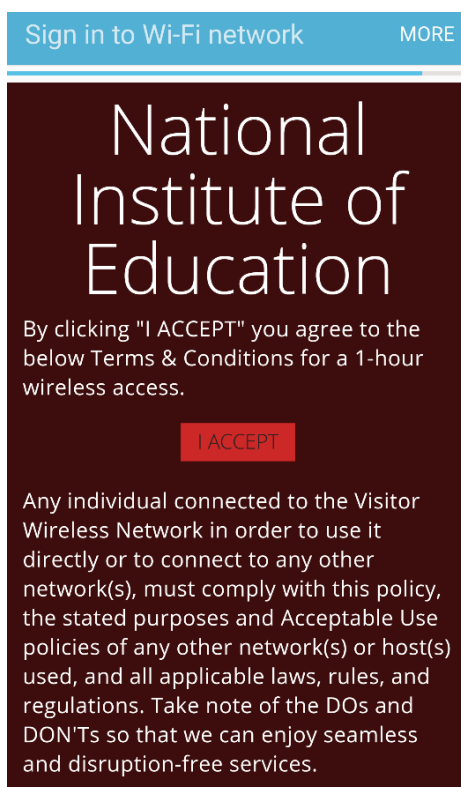 Sign in to Wi-Fi network MORE
National
Institute of
Education
By clicking "I ACCEPT" you agree to the
below Terms & Conditions for a 1-hour
wireless access.
I ACCEPT
Any individual connected to the Visitor
Wireless Network in order to use it
directly or to connect to any other
network(s), must comply with this policy,
the stated purposes and Acceptable Use
policies of any other network(s) or host(s)
used, and all applicable laws, rules, and
regulations. Take note of the DOs and
DON'Ts so that we can enjoy seamless
and disruption-free services.